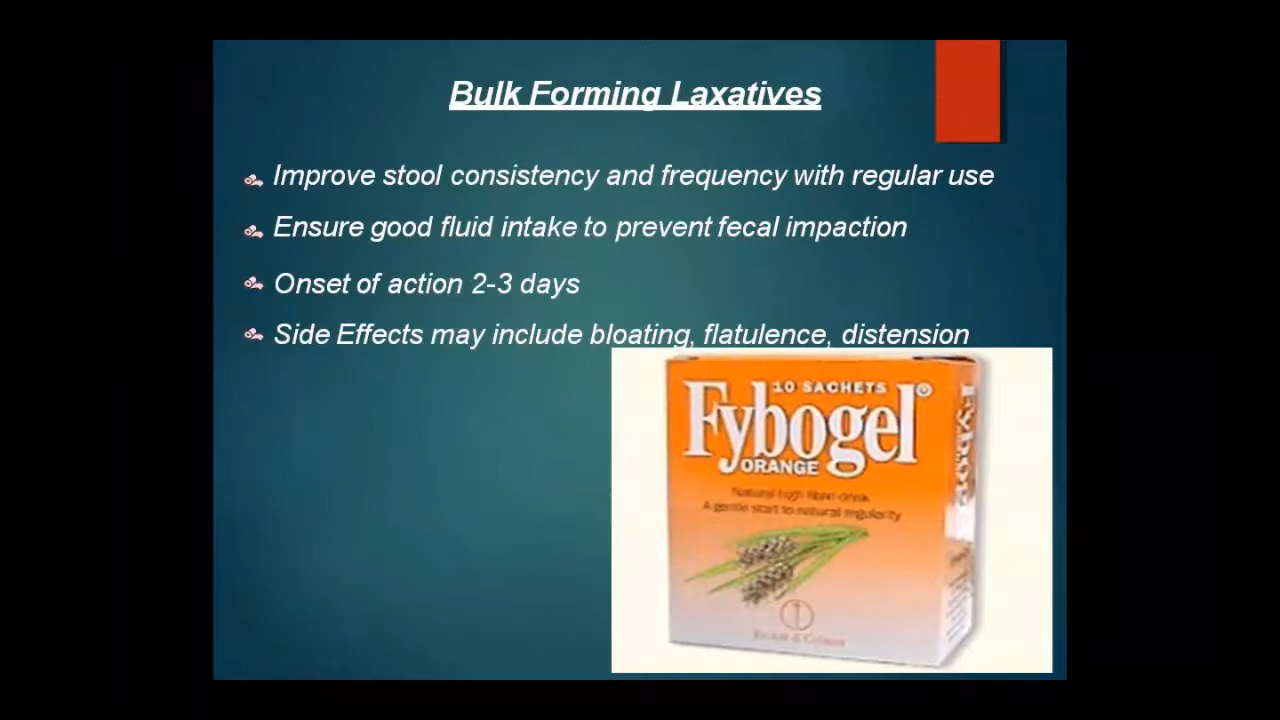 Bulk Forming Laxatives
Improve stool consistency and frequency with regular use
Ensure good fluid intake to prevent fecal impaction
Onset of action 2-3 days
Side Effects may include bloating, flatulence, distension
10 SACHETS
Fybogel®
ORANGE
Natural high fibre drink
A gentle start to natural regularity
Reckitt & Colman